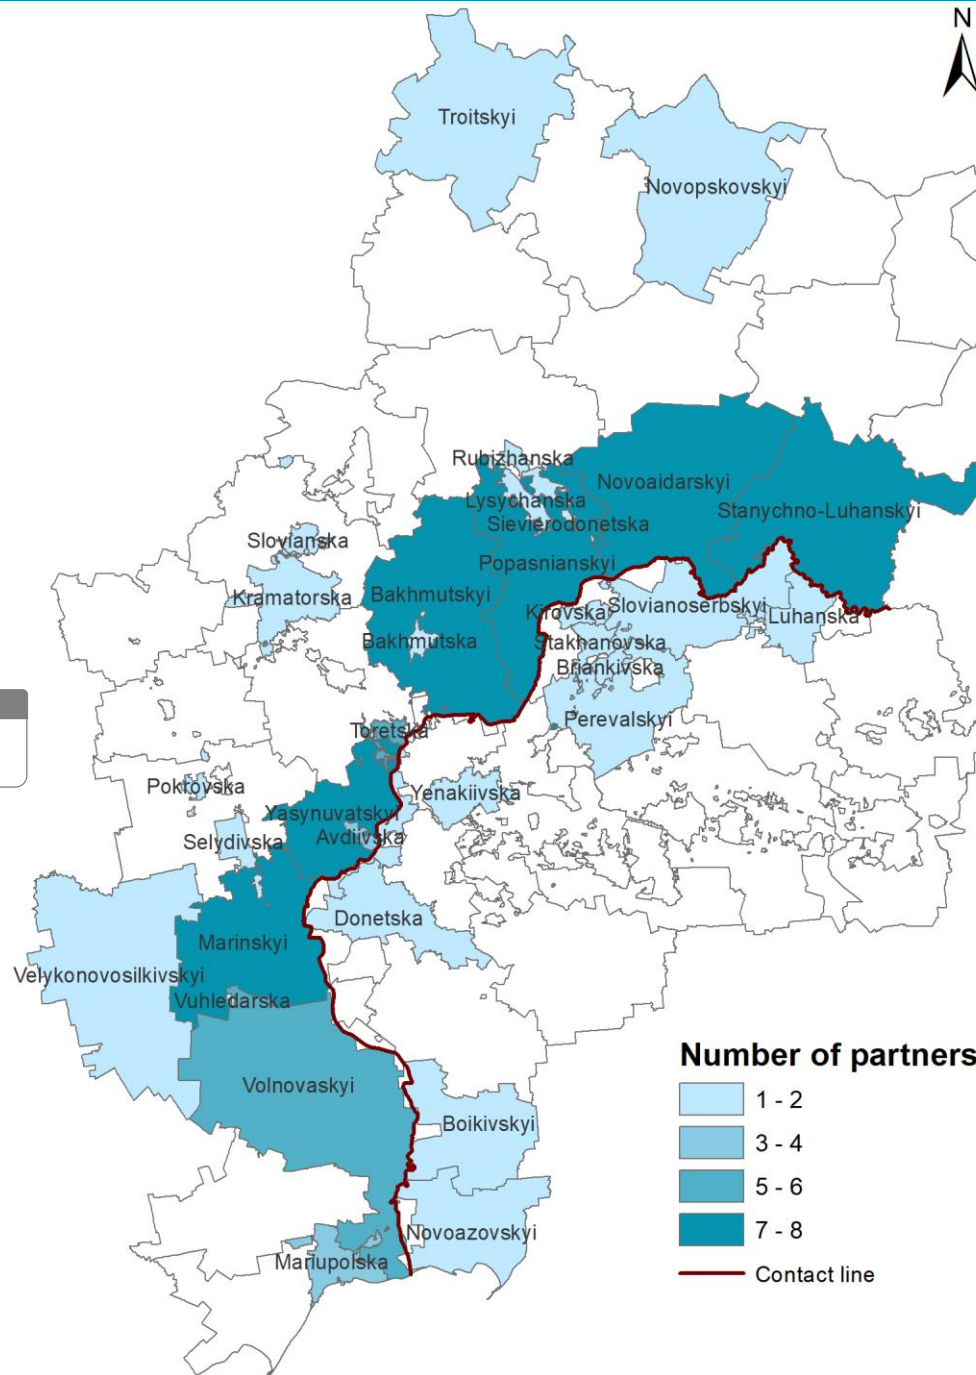 N
Troitskyi
Novopskovskyi
Rubizhanska
Novoaidarskyi
Lysychanska
Stanychno-Luhanskyi
Sievierodonetska
Slovianska
Popasnianskyi
Kramatorska
Bakhmutskyi
Kirovska
Slovianoserbskyi
Luhanska
Bakhmutska
Stakhanovska
Briankivska
Perevalskyi
Toretska
Pokrovska
Yenakiivska
Yasynuvatskyi
Avdiivska
Selydivska
Donetska
Marinskyi
Velykonovosilkivskyi
Vuhledarska
Volnovaskyi
Boikivskyi
Novoazovskyi
Mariupolska
Number of partners
1 - 2
3 - 4
5 - 6
7 - 8
Contact line